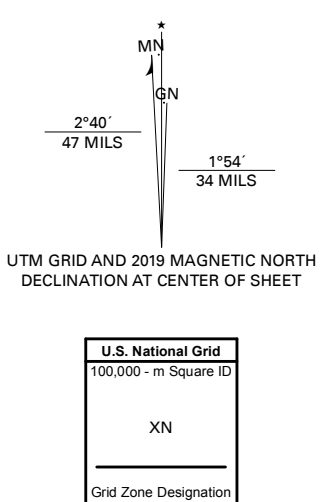 ★
MN
GN
2°40´
47 MILS
1°54´
34 MILS
UTM GRID AND 2019 MAGNETIC NORTH
DECLINATION AT CENTER OF SHEET
U.S. National Grid
100,000 - m Square ID
XN
Grid Zone Designation